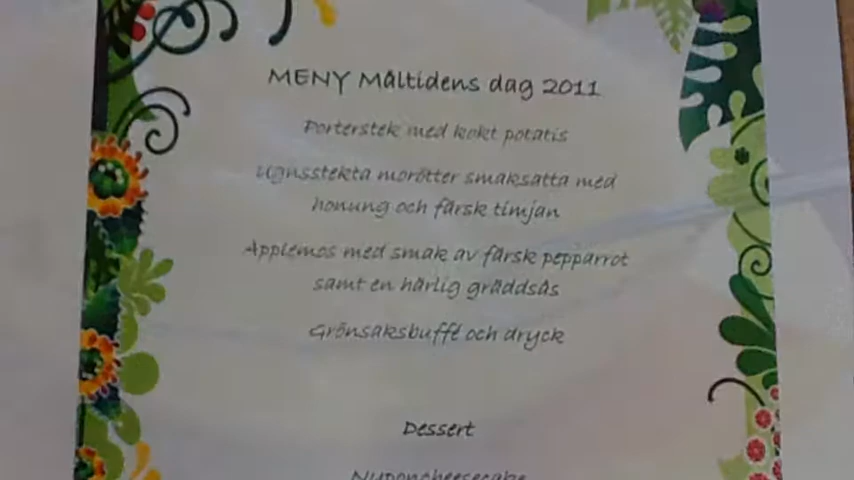 MENY Måltidens dag 2011
Porterstek med kokt potatis
Ugnsstekta morötter smaksatta med
honung och färsk timjan
Äpplemos med smak av färsk pepparrot
samt en härlig gräddsås
Grönsaksbuffé och dryck
Dessert
Nyponcheesecake